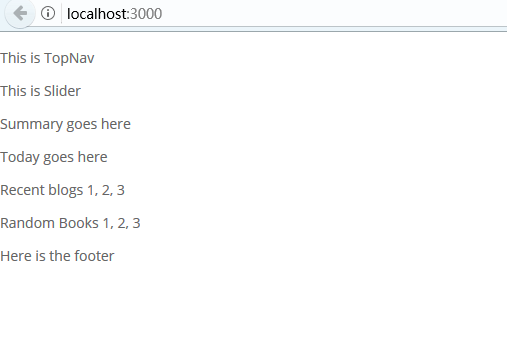 localhost:3000
This is TopNav
This is Slider
Summary goes here
Today goes here
Recent blogs 1, 2, 3
Random Books 1, 2, 3
Here is the footer